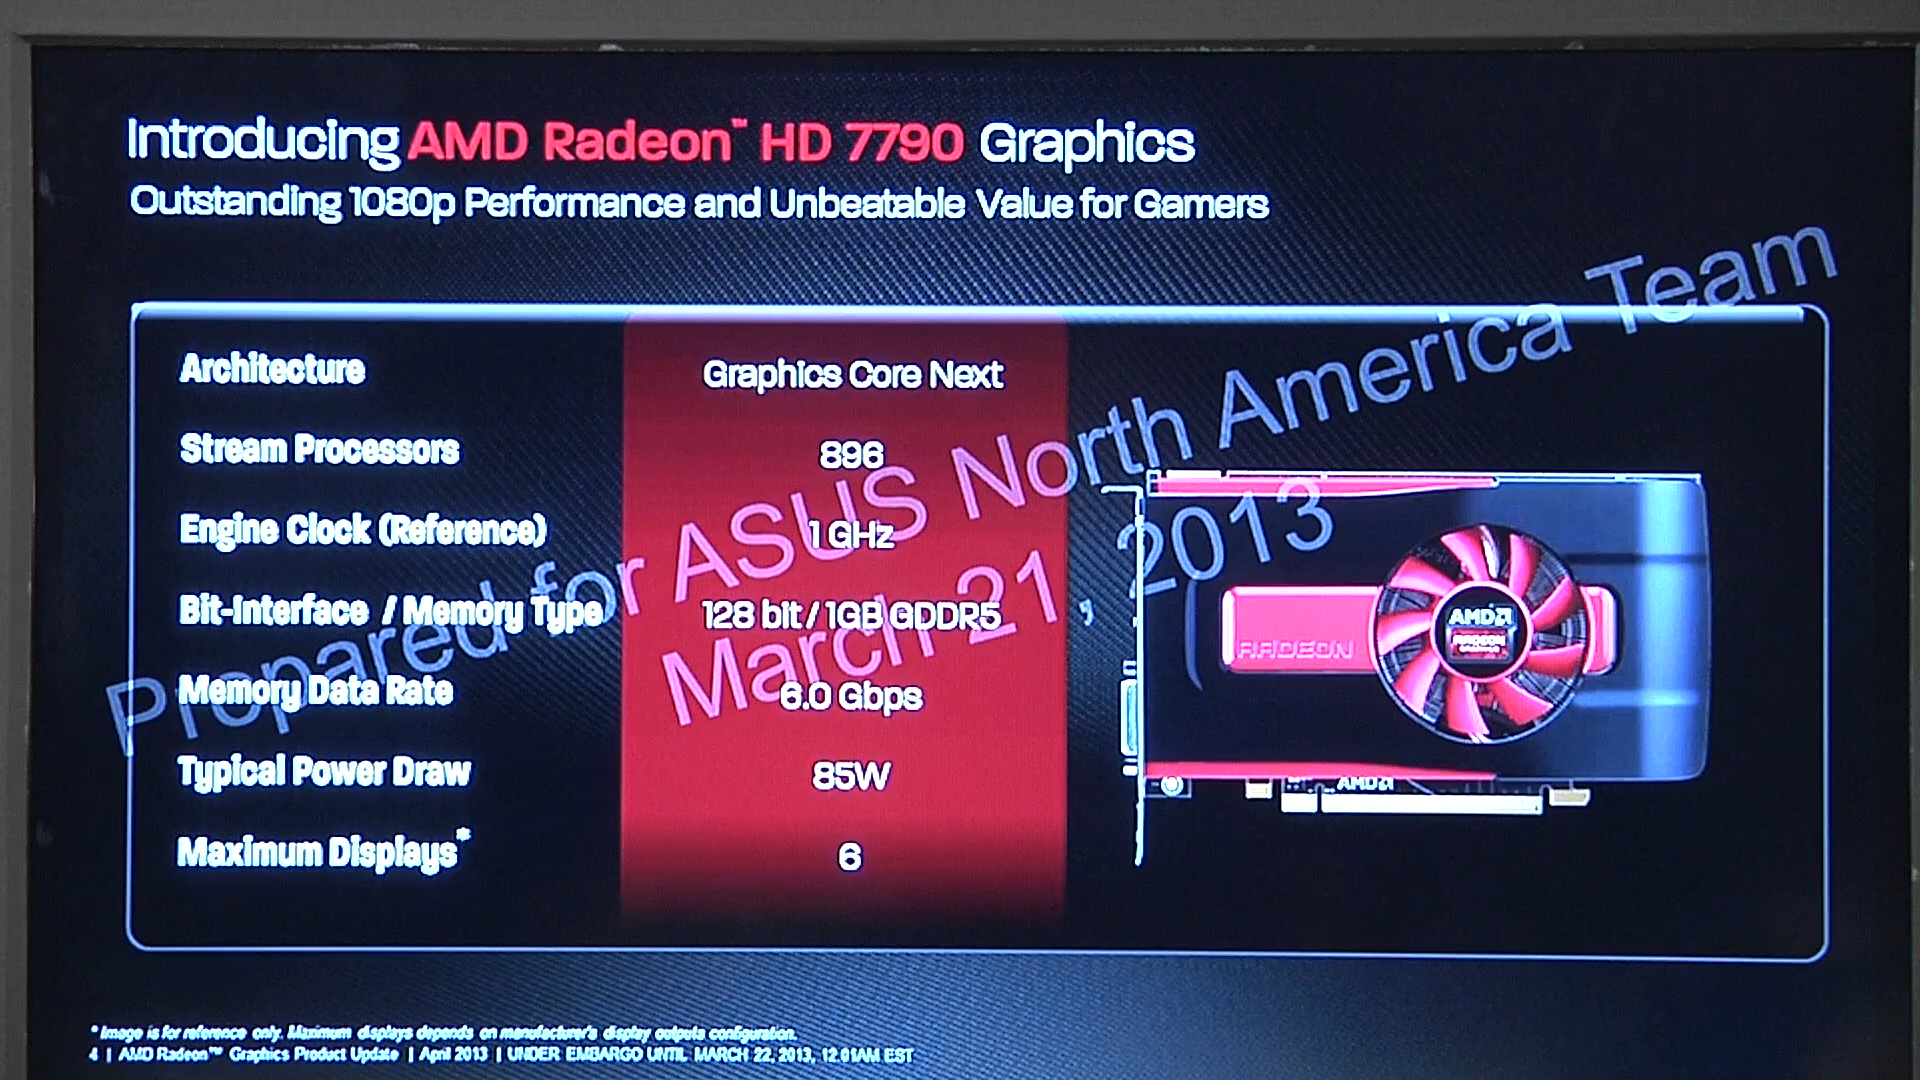 Introducing AMD Radeon™ HD 7790 Graphics
Outstanding 1080p Performance and Unbeatable Value for Gamers
Architecture Graphics Core Next
Stream Processors 896
Engine Clock (Reference) 1 GHz
Bit-Interface / Memory Type 128 bit / 1GB GDDR5
Memory Data Rate 6.0 Gbps
Typical Power Draw 85W
Maximum Displays* 6
Prepared for ASUS North America Team
March 21, 2013
RADEON
AMD
RADEON
GRAPHICS
AMD
* Image is for reference only. Maximum displays depends on manufacturer's display outputs configuration.
4 | AMD Radeon™ Graphics Product Update | April 2013 | UNDER EMBARGO UNTIL MARCH 22, 2013, 12:01AM EST